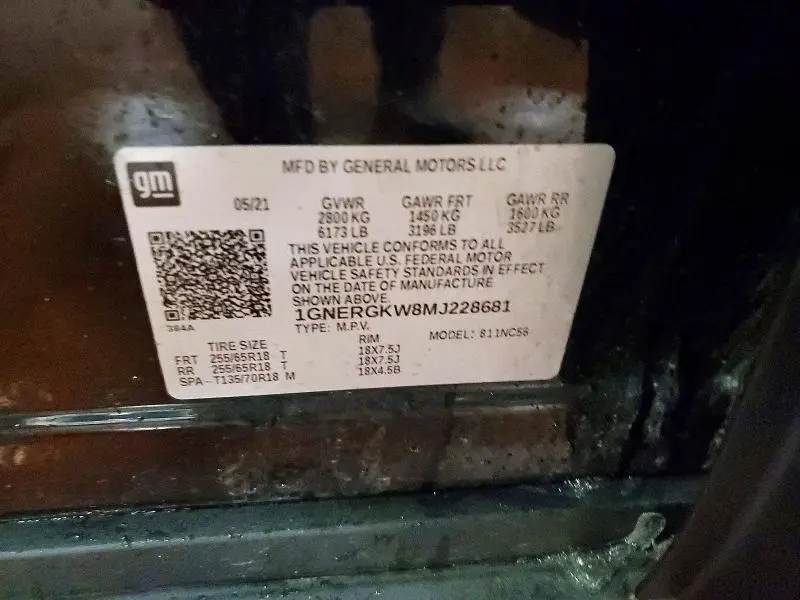 gm
MFD BY GENERAL MOTORS LLC
05/21 GVWR GAWR FRT GAWR RR
2800 KG 1450 KG 1600 KG
6173 LB 3196 LB 3527 LB
THIS VEHICLE CONFORMS TO ALL
APPLICABLE U.S. FEDERAL MOTOR
VEHICLE SAFETY STANDARDS IN EFFECT
ON THE DATE OF MANUFACTURE
SHOWN ABOVE.
1GNERGKW8MJ228681
384A
TYPE: M.P.V. MODEL: 811NC56
TIRE SIZE RIM
FRT 255/65R18 T 18X7.5J
RR 255/65R18 T 18X7.5J
SPA T135/70R18 M 18X4.5B